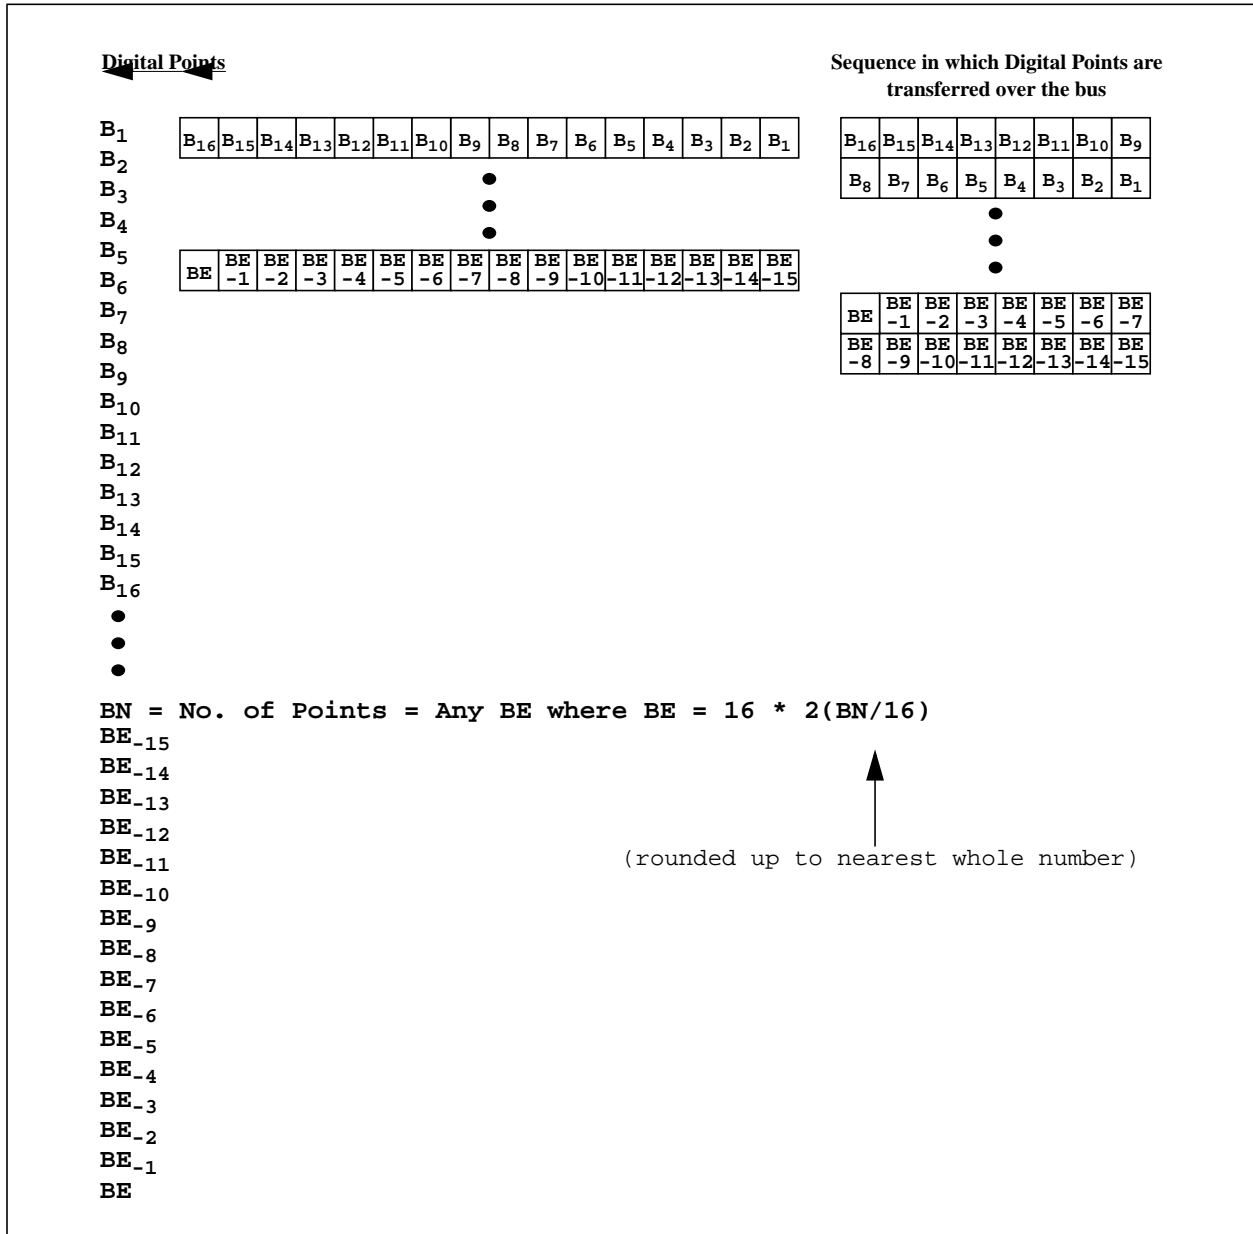 Digital Points
Sequence in which Digital Points are
transferred over the bus
B1
B2
B3
B4
B5
B6
B7
B8
B9
B10
B11
B12
B13
B14
B15
B16
B16 B15 B14 B13 B12 B11 B10 B9 B8 B7 B6 B5 B4 B3 B2 B1
BE BE-1 BE-2 BE-3 BE-4 BE-5 BE-6 BE-7 BE-8 BE-9 BE-10 BE-11 BE-12 BE-13 BE-14 BE-15
B16 B15 B14 B13 B12 B11 B10 B9
B8 B7 B6 B5 B4 B3 B2 B1
BE BE-1 BE-2 BE-3 BE-4 BE-5 BE-6 BE-7
BE-8 BE-9 BE-10 BE-11 BE-12 BE-13 BE-14 BE-15
BN = No. of Points = Any BE where BE = 16 * 2(BN/16)
(rounded up to nearest whole number)
BE-15
BE-14
BE-13
BE-12
BE-11
BE-10
BE-9
BE-8
BE-7
BE-6
BE-5
BE-4
BE-3
BE-2
BE-1
BE